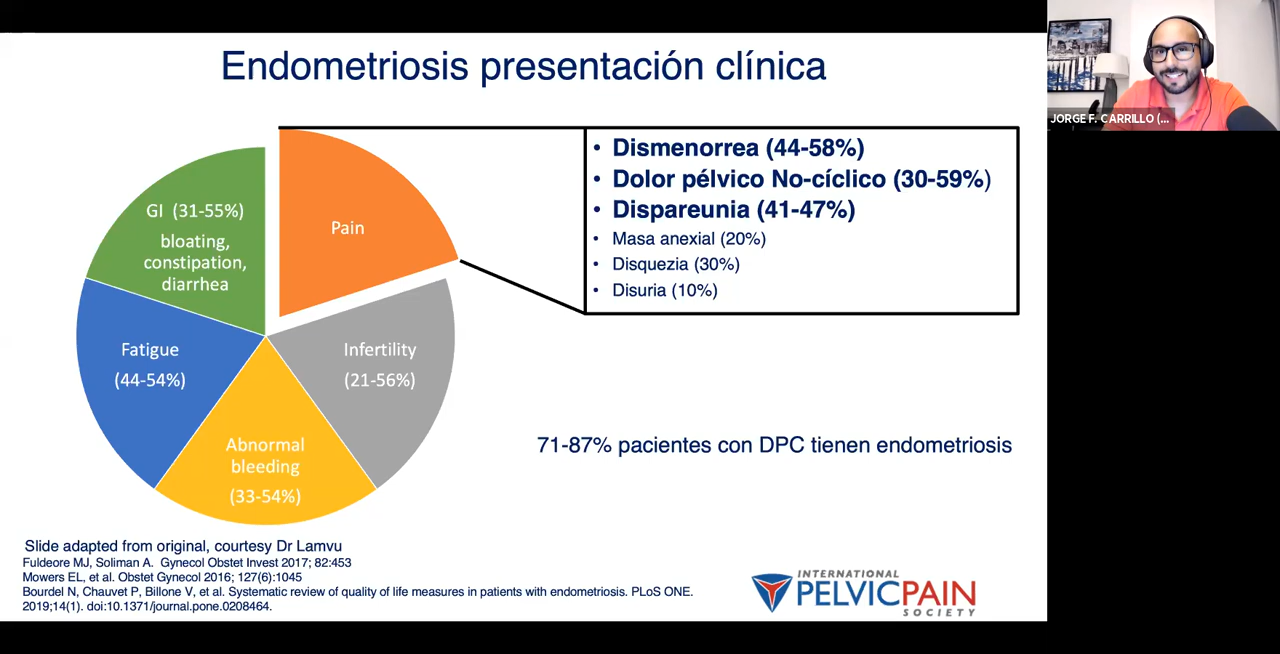 Endometriosis presentación clínica
JORGE F. CARRILLO (...
GI (31-55%)
bloating,
constipation,
diarrhea
Pain
• Dismenorrea (44-58%)
• Dolor pélvico No-cíclico (30-59%)
• Dispareunia (41-47%)
• Masa anexial (20%)
• Disquezia (30%)
• Disuria (10%)
Fatigue
(44-54%)
Infertility
(21-56%)
Abnormal
bleeding
(33-54%)
71-87% pacientes con DPC tienen endometriosis
Slide adapted from original, courtesy Dr Lamvu
Fuldeore MJ, Soliman A. Gynecol Obstet Invest 2017; 82:453
Mowers EL, et al. Obstet Gynecol 2016; 127(6):1045
Bourdel N, Chauvet P, Billone V, et al. Systematic review of quality of life measures in patients with endometriosis. PLoS ONE.
2019;14(1). doi:10.1371/journal.pone.0208464.
INTERNATIONAL
PELVICPAIN
SOCIETY